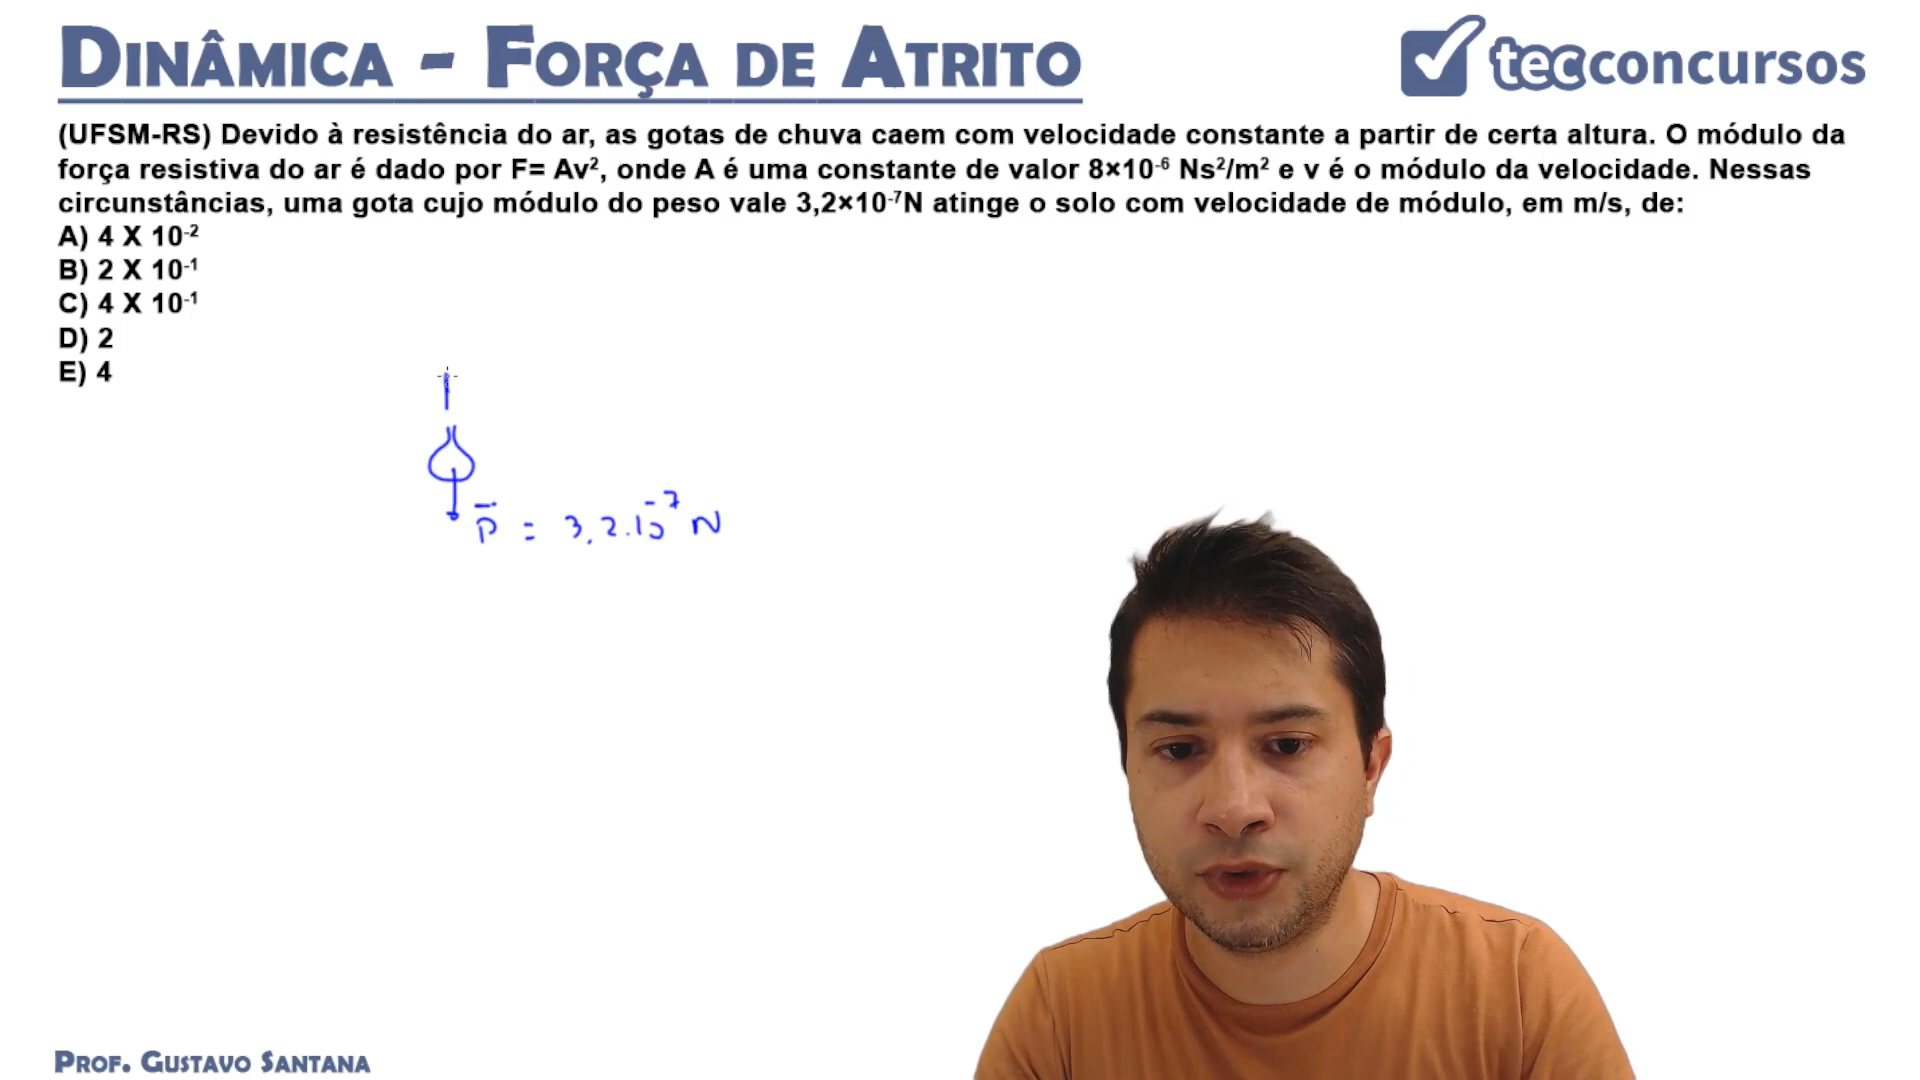 DINÂMICA - FORÇA DE ATRITO
tecconcursos
(UFSM-RS) Devido à resistência do ar, as gotas de chuva caem com velocidade constante a partir de certa altura. O módulo da
força resistiva do ar é dado por F= Av², onde A é uma constante de valor 8×10⁻⁶ Ns²/m² e v é o módulo da velocidade. Nessas
circunstâncias, uma gota cujo módulo do peso vale 3,2×10⁻⁷N atinge o solo com velocidade de módulo, em m/s, de:
A) 4 X 10⁻²
B) 2 X 10⁻¹
C) 4 X 10⁻¹
D) 2
E) 4
P̄ = 3,2.10⁻⁷ N
PROF. GUSTAVO SANTANA